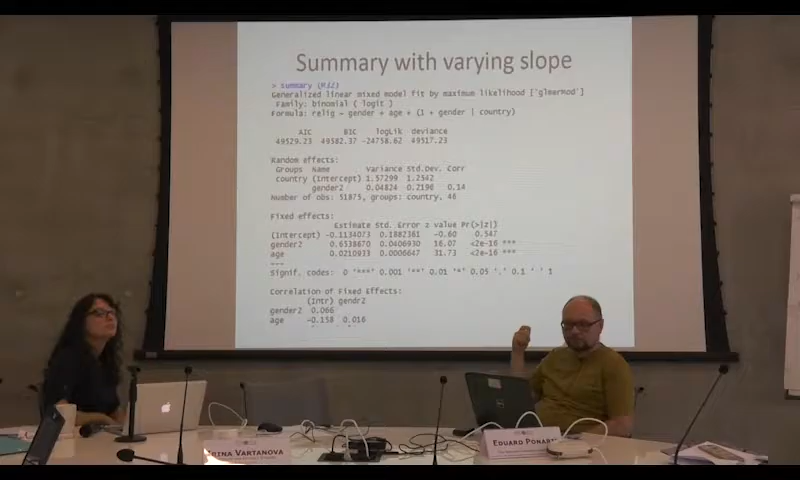 Summary with varying slope
> summary (M1L)
Generalized linear mixed model fit by maximum likelihood ['glmerMod']
Family: binomial ( logit )
Formula: relig ~ gender + age + (1 + gender | country)
AIC BIC logLik deviance
49529.23 49582.37 -24758.62 49517.23
Random effects:
Groups Name Variance Std.Dev. Corr
country (Intercept) 1.57299 1.2542
gender2 0.04824 0.2196 0.14
Number of obs: 51875, groups: country, 46
Fixed effects:
Estimate Std. Error z value Pr(>|z|)
(Intercept) -0.1134073 0.1882361 -0.60 0.547
gender2 0.6538670 0.0406930 16.07 <2e-16 ***
age 0.0210933 0.0006647 31.73 <2e-16 ***
---
Signif. codes: 0 '***' 0.001 '**' 0.01 '*' 0.05 '.' 0.1 ' ' 1
Correlation of Fixed Effects:
(Intr) gendr2
gender2 0.066
age -0.158 0.016
VARTANOVA
EDUARD
DELL